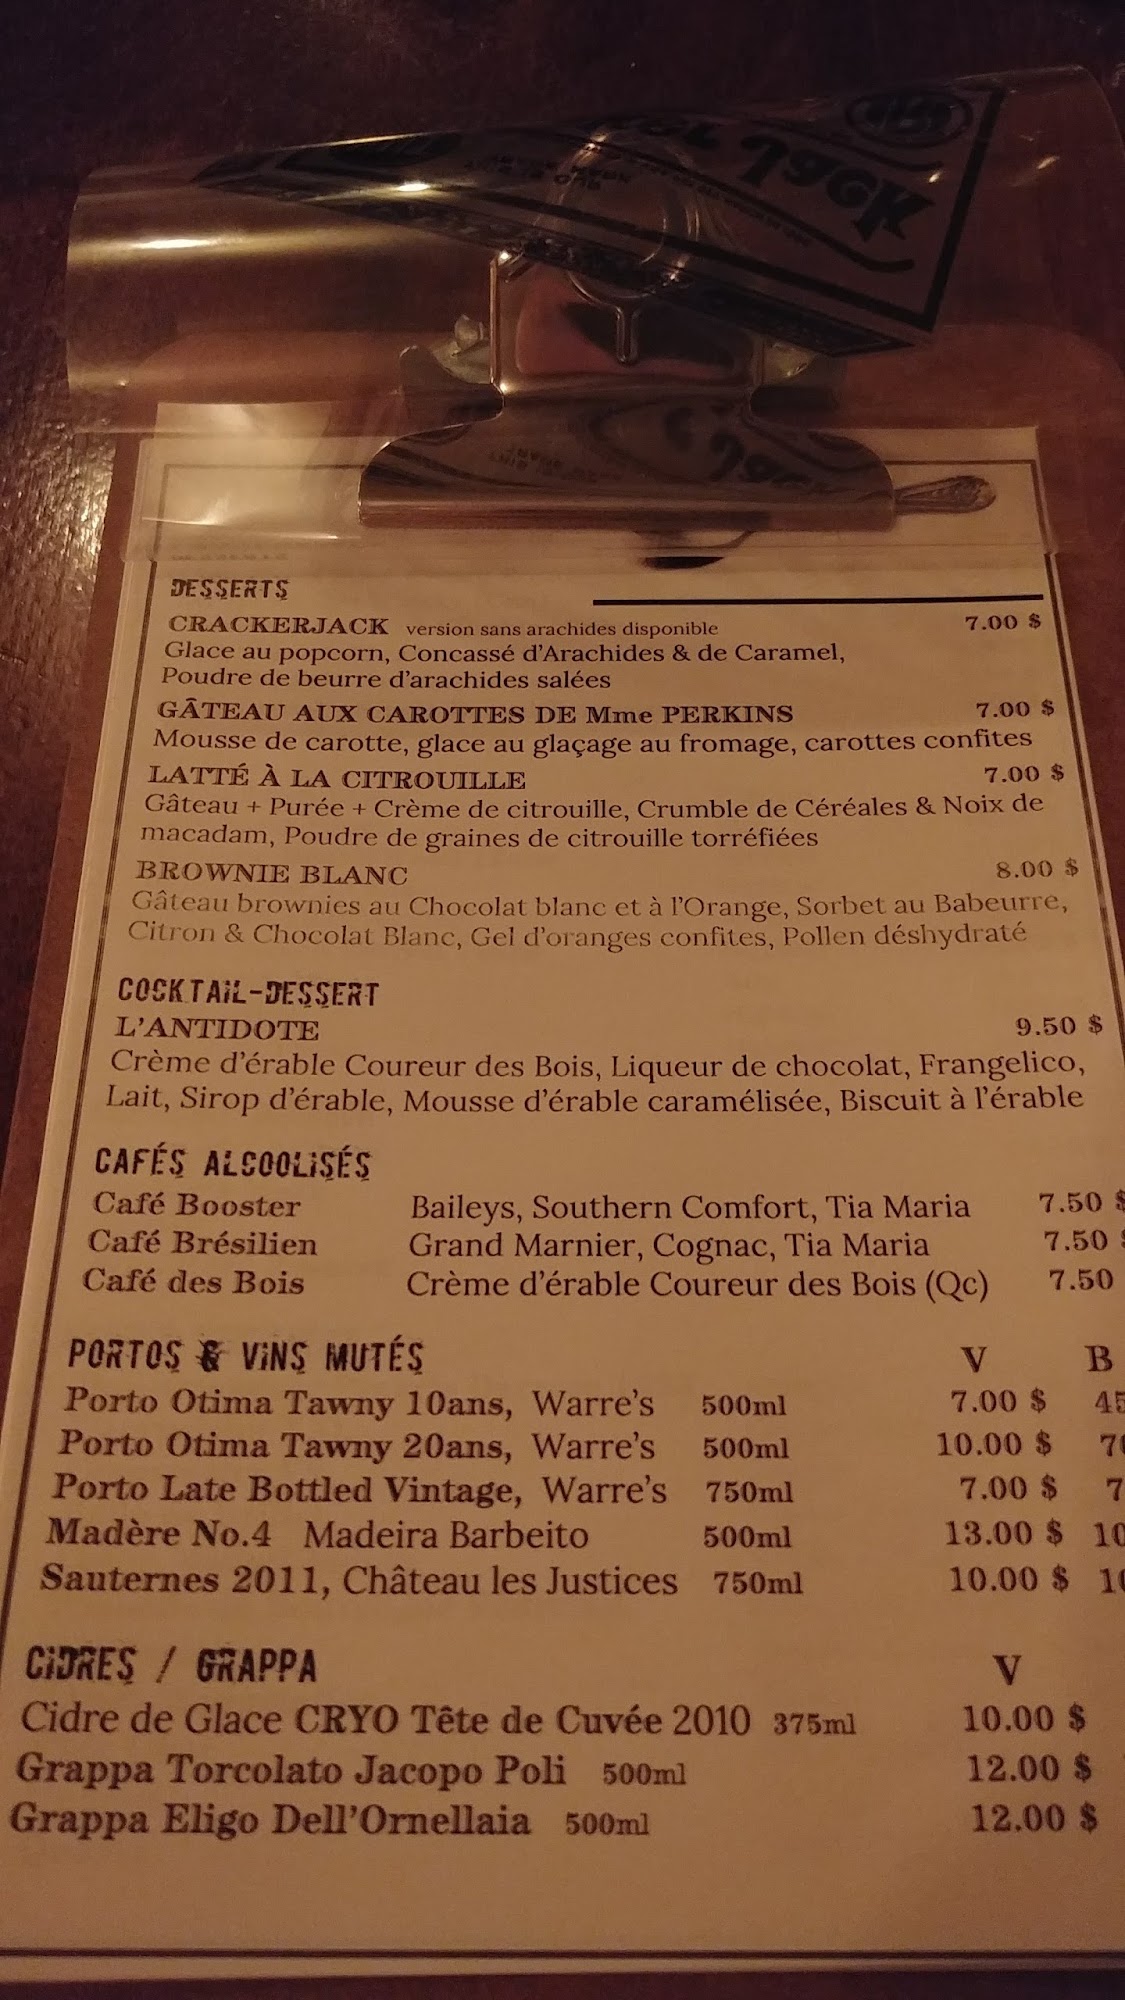 Jack
DESSERTS
CRACKERJACK version sans arachides disponible 7.00 $
Glace au popcorn, Concassé d'Arachides & de Caramel,
Poudre de beurre d'arachides salées
GÂTEAU AUX CAROTTES DE Mme PERKINS 7.00 $
Mousse de carotte, glace au glaçage au fromage, carottes confites
LATTÉ À LA CITROUILLE 7.00 $
Gâteau + Purée + Crème de citrouille, Crumble de Céréales & Noix de
macadam, Poudre de graines de citrouille torréfiées
BROWNIE BLANC 8.00 $
Gâteau brownies au Chocolat blanc et à l'Orange, Sorbet au Babeurre,
Citron & Chocolat Blanc, Gel d'oranges confites, Pollen déshydraté
COCKTAIL-DESSERT
L'ANTIDOTE 9.50 $
Crème d'érable Coureur des Bois, Liqueur de chocolat, Frangelico,
Lait, Sirop d'érable, Mousse d'érable caramélisée, Biscuit à l'érable
CAFÉS ALCOOLISÉS
Café Booster Baileys, Southern Comfort, Tia Maria 7.50 $
Café Brésilien Grand Marnier, Cognac, Tia Maria 7.50 $
Café des Bois Crème d'érable Coureur des Bois (Qc) 7.50
PORTOS & VINS MUTÉS V B
Porto Otima Tawny 10ans, Warre's 500ml 7.00 $ 45
Porto Otima Tawny 20ans, Warre's 500ml 10.00 $ 7
Porto Late Bottled Vintage, Warre's 750ml 7.00 $ 7
Madère No.4 Madeira Barbeito 500ml 13.00 $ 10
Sauternes 2011, Château les Justices 750ml 10.00 $ 1
CIDRES / GRAPPA V
Cidre de Glace CRYO Tête de Cuvée 2010 375ml 10.00 $
Grappa Torcolato Jacopo Poli 500ml 12.00 $
Grappa Eligo Dell'Ornellaia 500ml 12.00 $